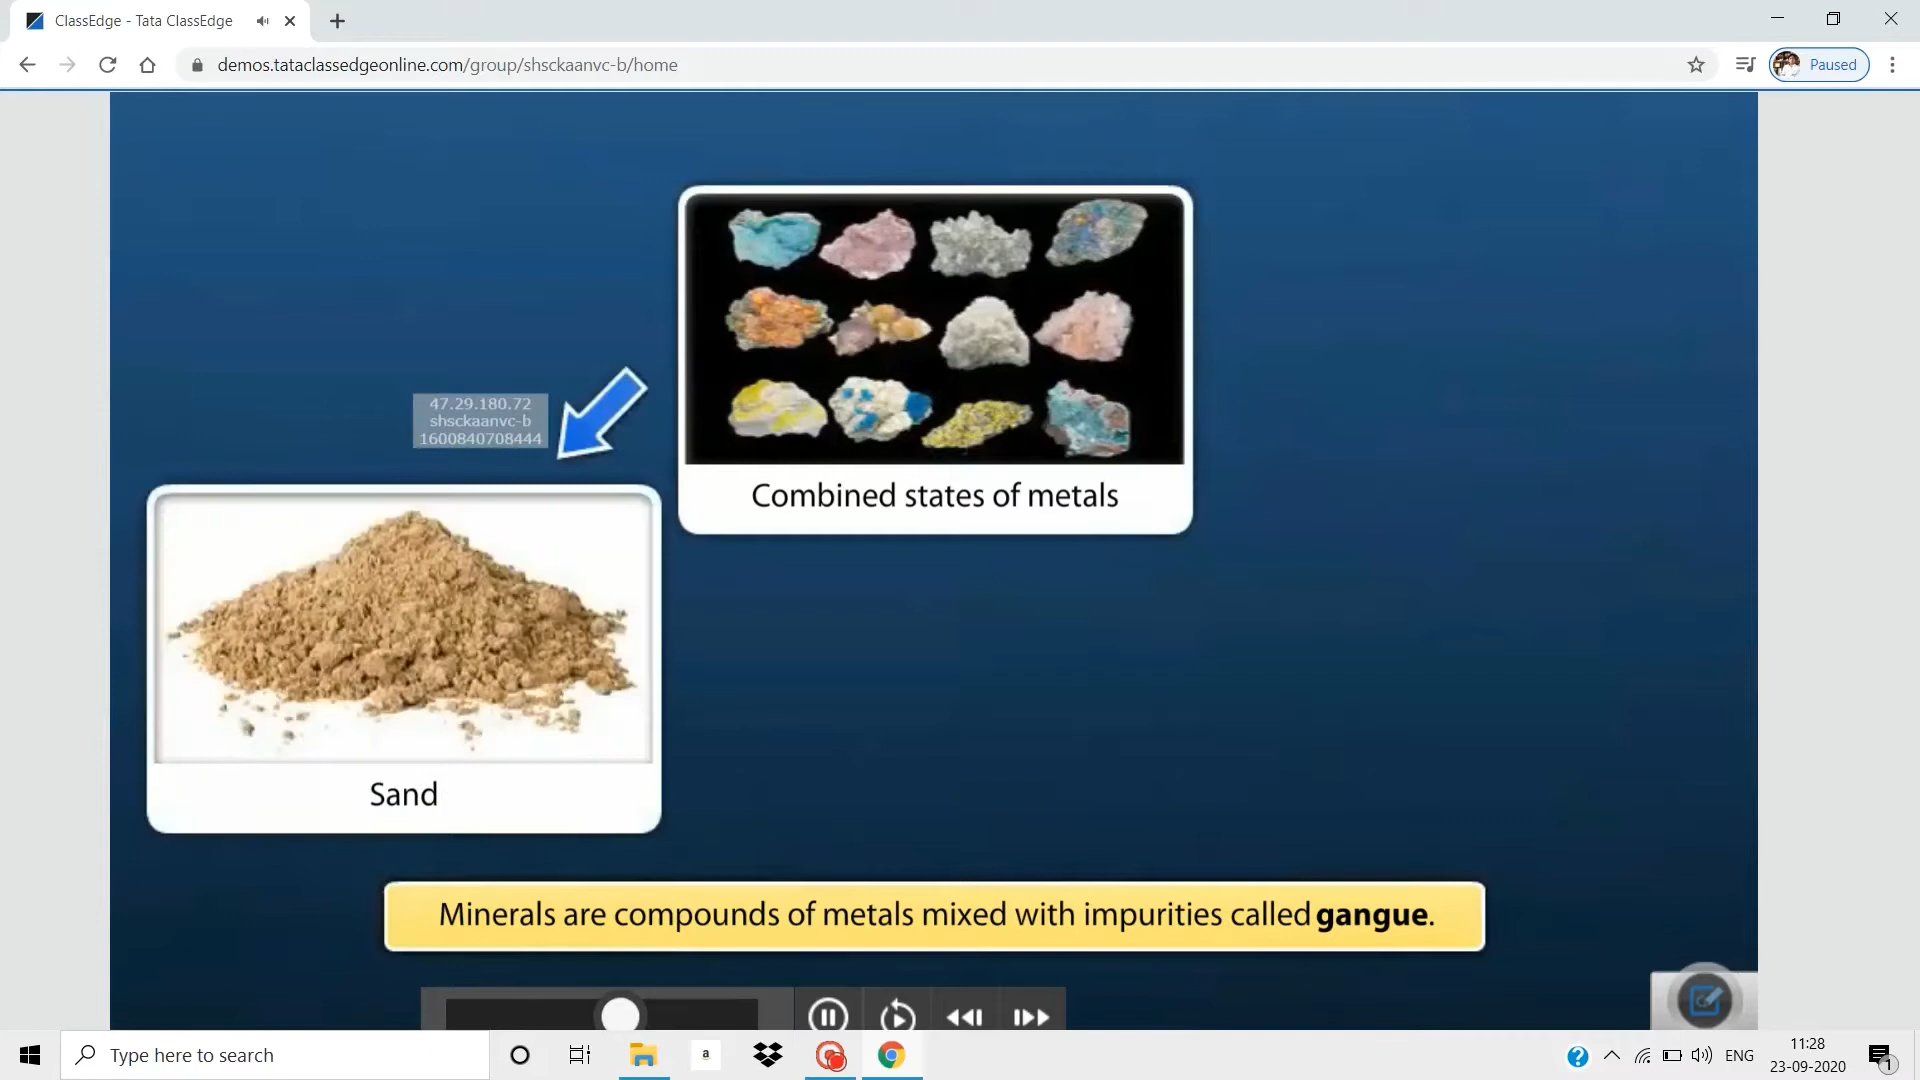 ClassEdge - Tata ClassEdge
demos.tataclassedgeonline.com/group/shsckaanvc-b/home
Paused
Combined states of metals
47.29.180.72
shsckaanvc-b
1600840708444
Sand
Minerals are compounds of metals mixed with impurities called gangue.
Type here to search
a
ENG
11:28
23-09-2020
1